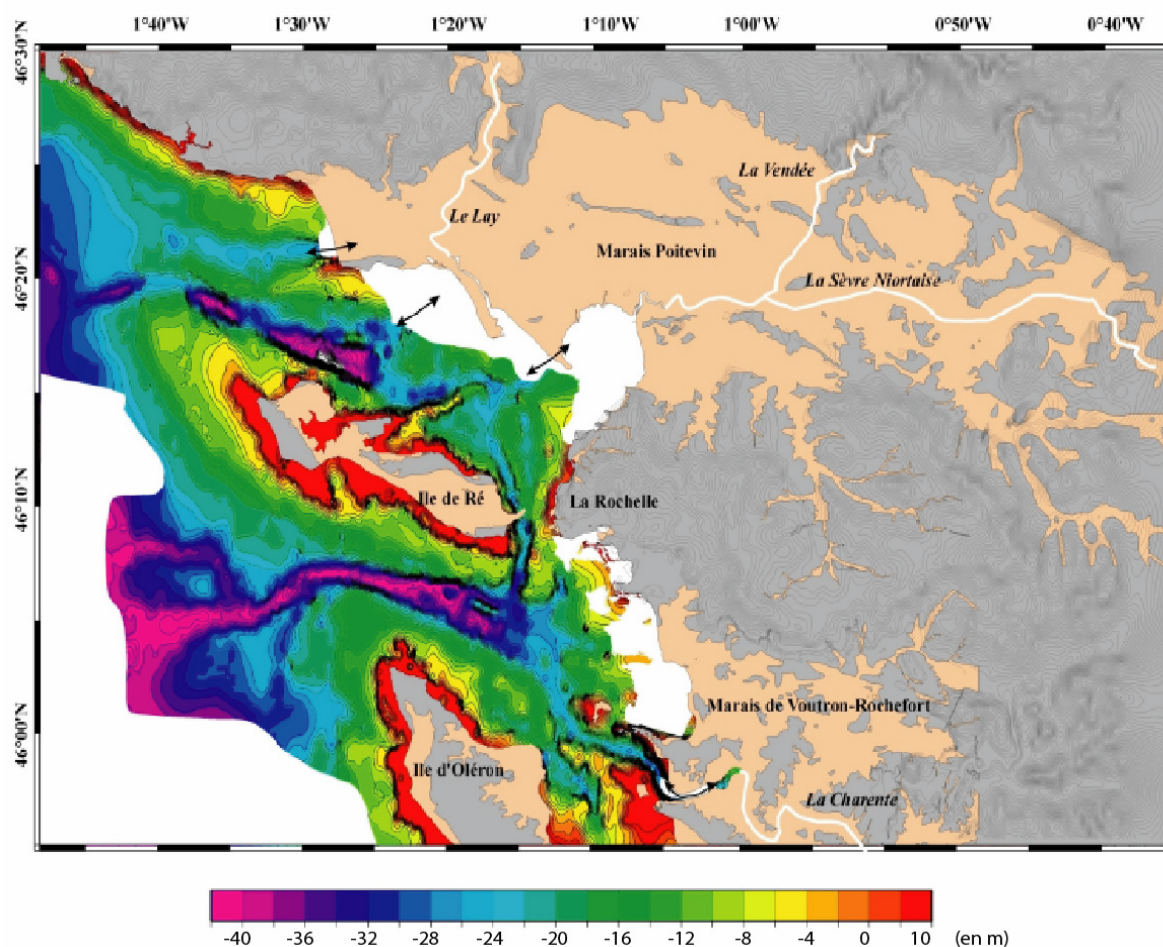 1°40'W 1°30'W 1°20'W 1°10'W 1°00'W 0°50'W 0°40'W
46°30'N
La Vendée
Le Lay
Marais Poitevin
46°20'N
La Sèvre Niortaise
46°10'N
Ile de Ré
La Rochelle
46°00'N
Marais de Voutron-Rochefort
Ile d'Oléron
La Charente
-40 -36 -28 -24 -20 -16 -12 -8 -4 0 10 (en m)